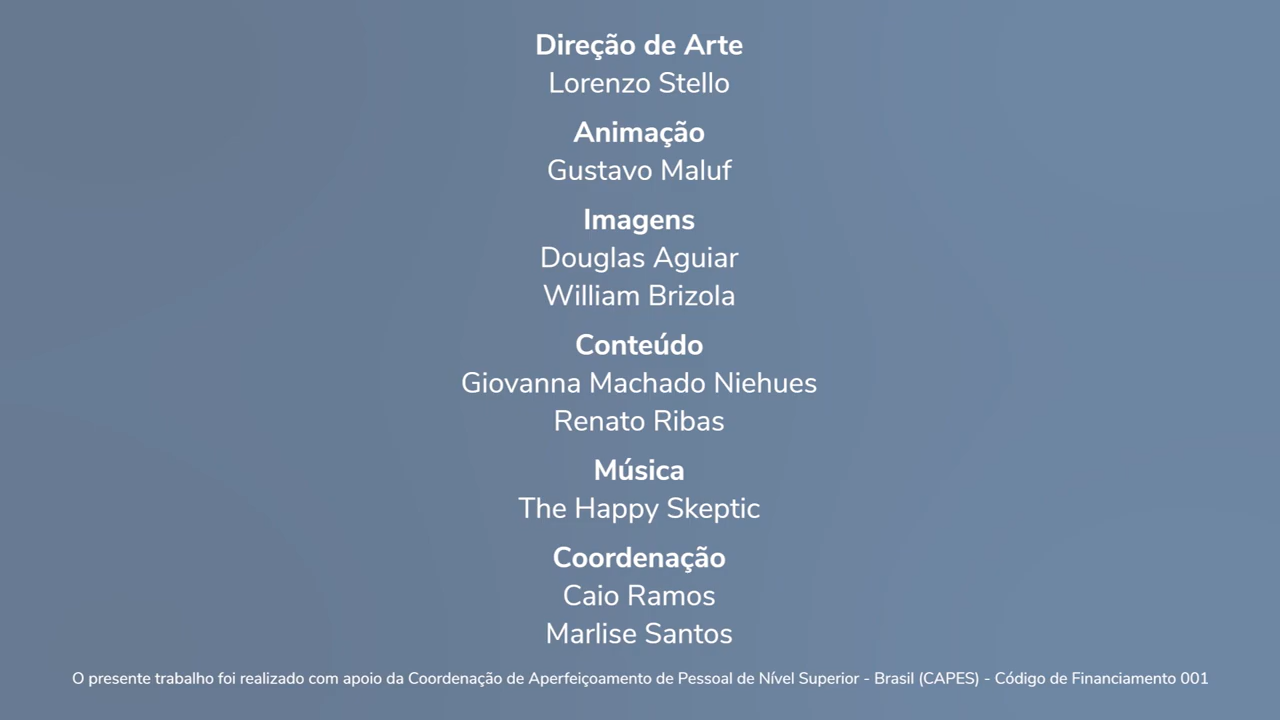 Direção de Arte
Lorenzo Stello
Animação
Gustavo Maluf
Imagens
Douglas Aguiar
William Brizola
Conteúdo
Giovanna Machado Niehues
Renato Ribas
Música
The Happy Skeptic
Coordenação
Caio Ramos
Marlise Santos
O presente trabalho foi realizado com apoio da Coordenação de Aperfeiçoamento de Pessoal de Nível Superior - Brasil (CAPES) - Código de Financiamento 001